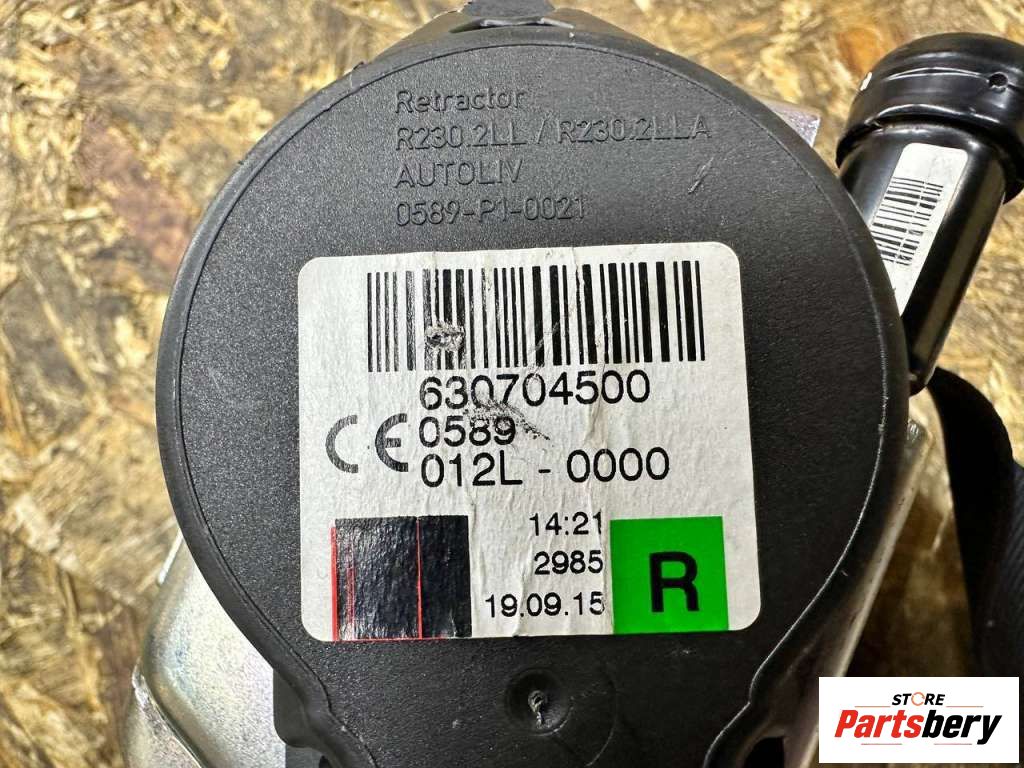 Retractor
R230.2LL / R230.2LLA
AUTOLIV
0589-P1-0021
630704500
CE 0589
012L - 0000
14:21
2985
19.09.15
R
STORE
Partsbery